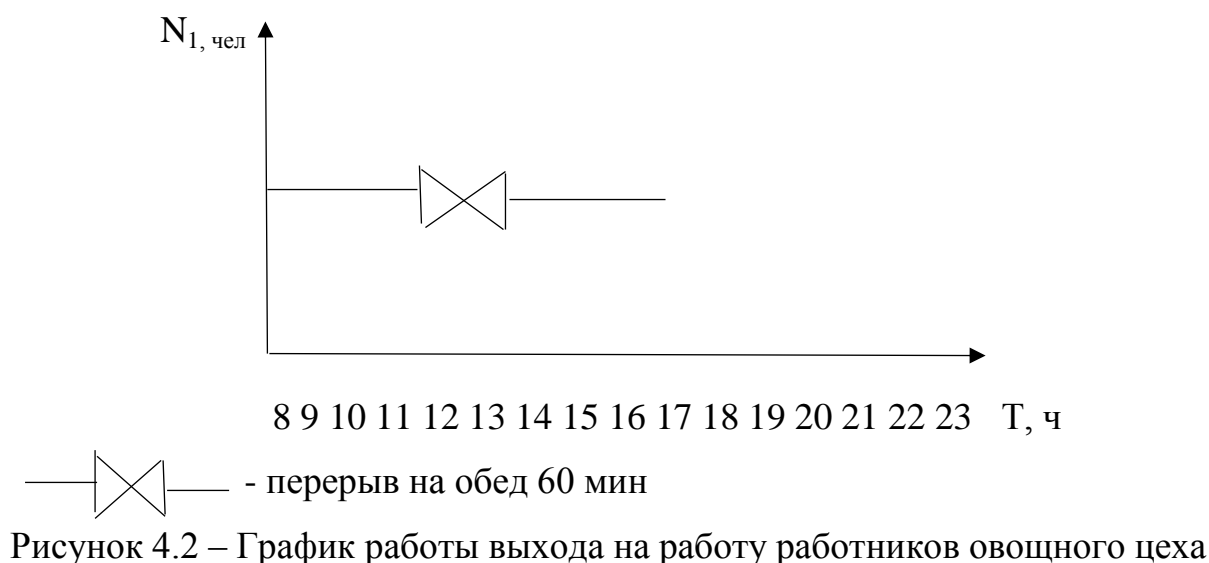 N1, чел
8 9 10 11 12 13 14 15 16 17 18 19 20 21 22 23 Т, ч
- перерыв на обед 60 мин
Рисунок 4.2 – График работы выхода на работу работников овощного цеха